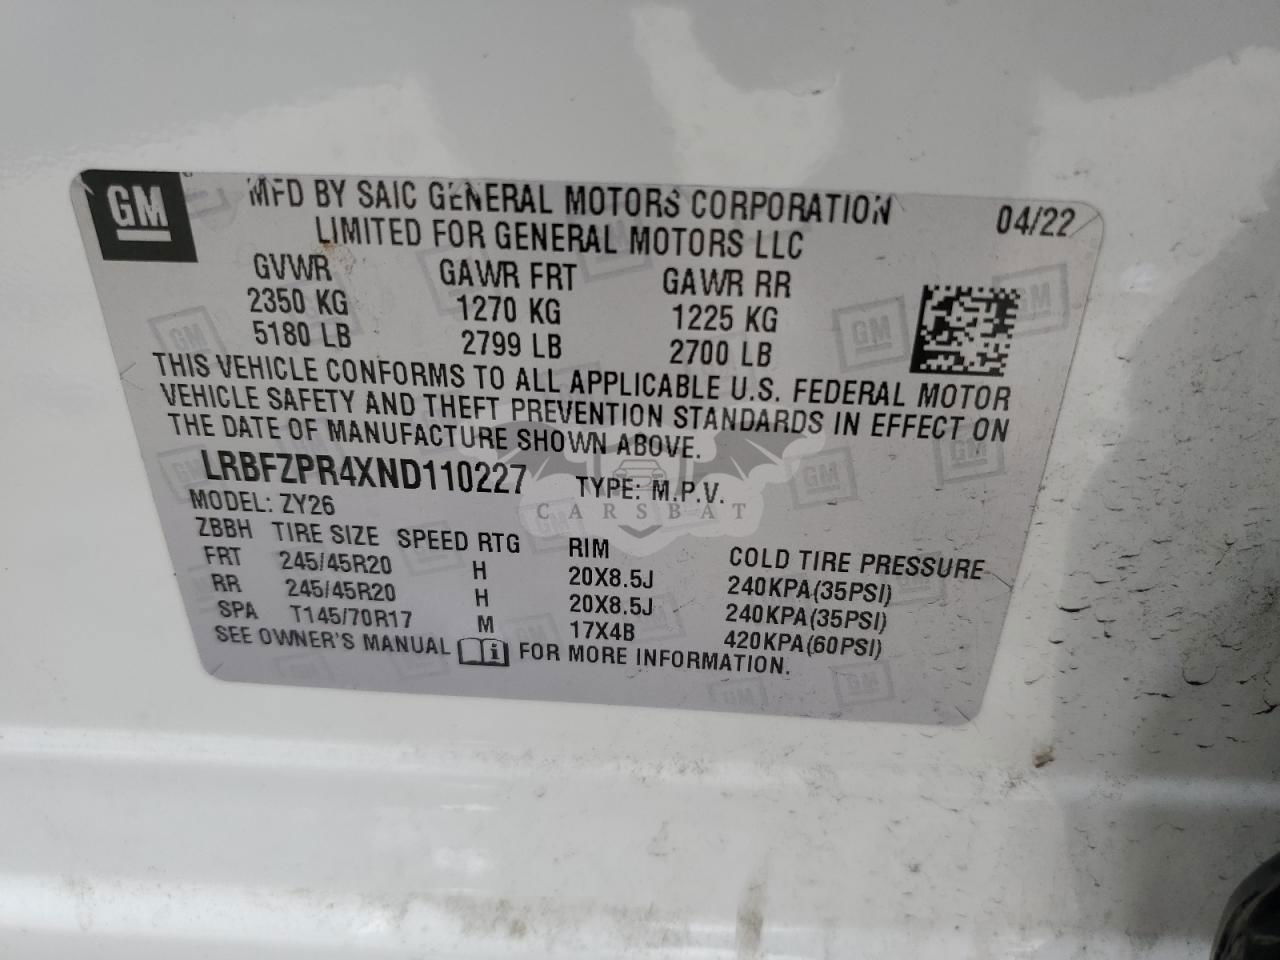 GM MFD BY SAIC GENERAL MOTORS CORPORATION 04/22
LIMITED FOR GENERAL MOTORS LLC
GVWR GAWR FRT GAWR RR
2350 KG 1270 KG 1225 KG
5180 LB 2799 LB 2700 LB
THIS VEHICLE CONFORMS TO ALL APPLICABLE U.S. FEDERAL MOTOR
VEHICLE SAFETY AND THEFT PREVENTION STANDARDS IN EFFECT ON
THE DATE OF MANUFACTURE SHOWN ABOVE.
LRBFZPR4XND110227 TYPE: M.P.V.
MODEL: ZY26
CARSBAT
ZBBH TIRE SIZE SPEED RTG RIM COLD TIRE PRESSURE
FRT 245/45R20 H 20X8.5J 240KPA(35PSI)
RR 245/45R20 H 20X8.5J 240KPA(35PSI)
SPA T145/70R17 M 17X4B 420KPA(60PSI)
SEE OWNER'S MANUAL i FOR MORE INFORMATION.